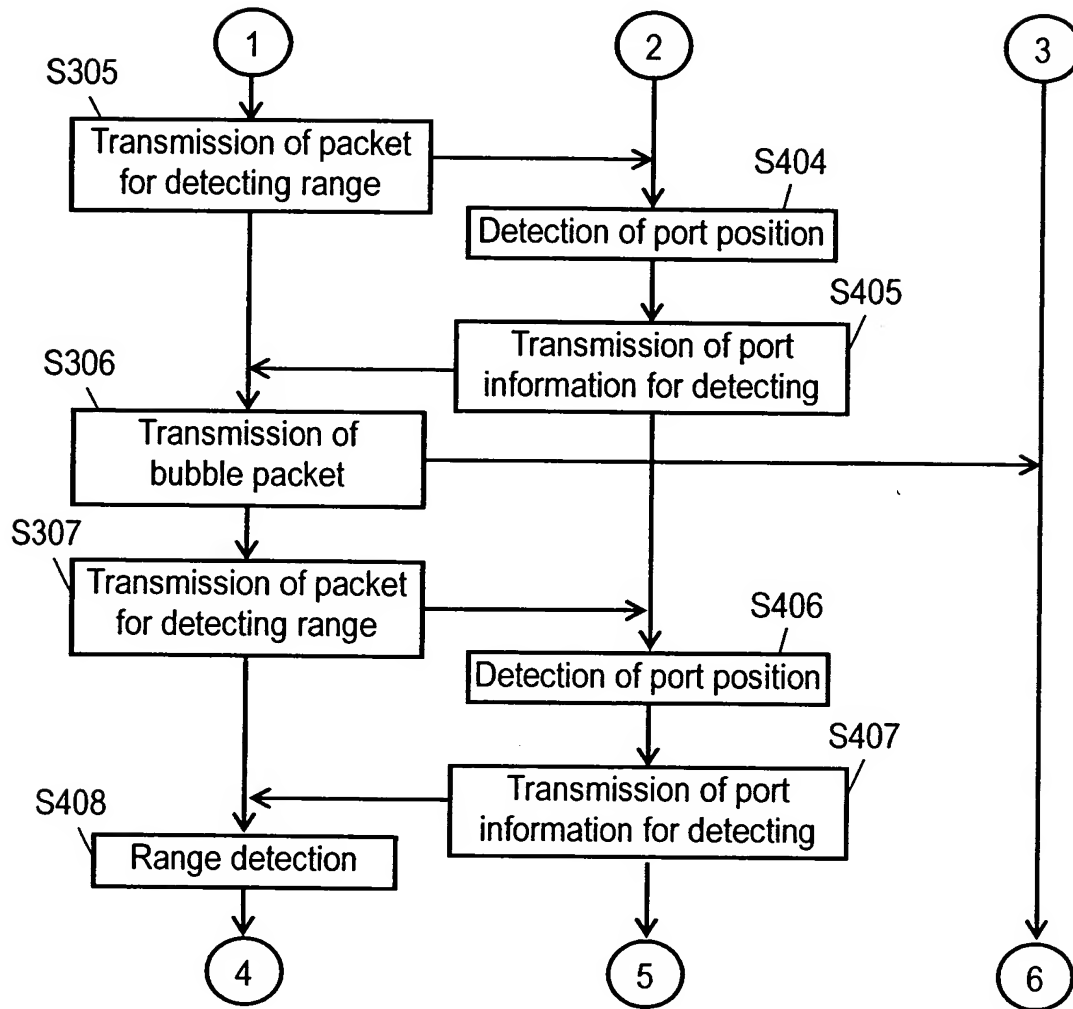 1
2
3
S305
Transmission of packet
for detecting range
S404
Detection of port position
S405
Transmission of port
information for detecting
S306
Transmission of
bubble packet
S307
Transmission of packet
for detecting range
S406
Detection of port position
S407
Transmission of port
information for detecting
S408
Range detection
4
5
6